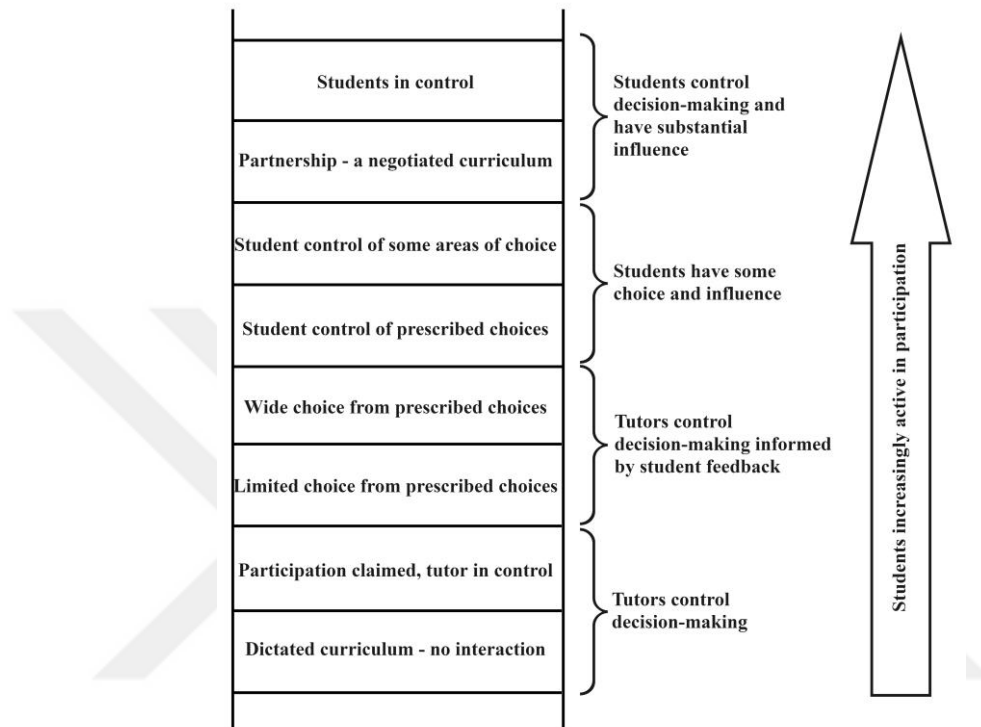 Students in control
Partnership - a negotiated curriculum
Students control
decision-making and
have substantial
influence
Student control of some areas of choice
Student control of prescribed choices
Students have some
choice and influence
Wide choice from prescribed choices
Limited choice from prescribed choices
Tutors control
decision-making informed
by student feedback
Participation claimed, tutor in control
Dictated curriculum - no interaction
Tutors control
decision-making
Students increasingly active in participation